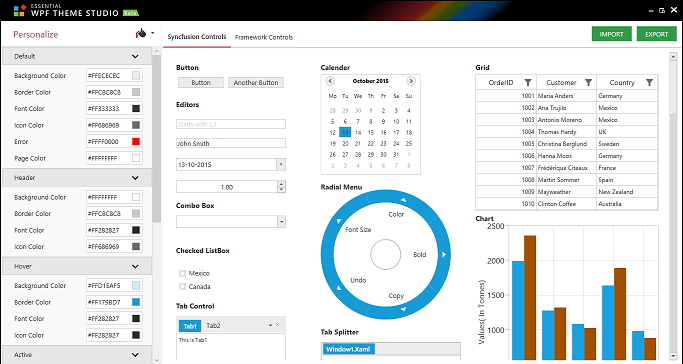 ESSENTIAL
WPF THEME STUDIO Beta
Personalize
Default
Background Color #FFECECEC
Border Color #FFC8C8C8
Font Color #FF333333
Icon Color #FF686969
Error #FFFF0000
Page Color #FFFFFFFF
Header
Background Color #FFFFFFFF
Border Color #FFC8C8C8
Font Color #FF282827
Icon Color #FF686969
Hover
Background Color #FFD1EAF5
Border Color #FF179BD7
Font Color #FF282827
Icon Color #FF282827
Active
Syncfusion Controls Framework Controls
IMPORT EXPORT
Button
Button Another Button
Editors
Starts with (,,)
John Smith
13-10-2015
1.00
Combo Box
Checked ListBox
Mexico
Canada
Tab Control
Tab1 Tab2
This is Tab1
Calender
October 2015
Mo Tu We Th Fr Sa Su
28 29 30 1 2 3 4
5 6 7 8 9 10 11
12 13 14 15 16 17 18
19 20 21 22 23 24 25
26 27 28 29 30 31 1
2 3 4 5 6 7 8
Radial Menu
Color
Font Size
Bold
Undo
Copy
Tab Splitter
Window1.Xaml
Grid
OrderID Customer Country
1001 Maria Anders Germany
1002 Ana Trujilo Mexico
1003 Antonio Moreno Mexico
1004 Thomas Hardy UK
1005 Christina Berglund Sweden
1006 Hanna Moos Germany
1007 Frédérique Citeaux France
1008 Martin Sommer Spain
1009 Mayweather New Zealand
1010 Clinton Coffee Australia
Chart
Values( In Tonnes)
2500
2000
1500
1000